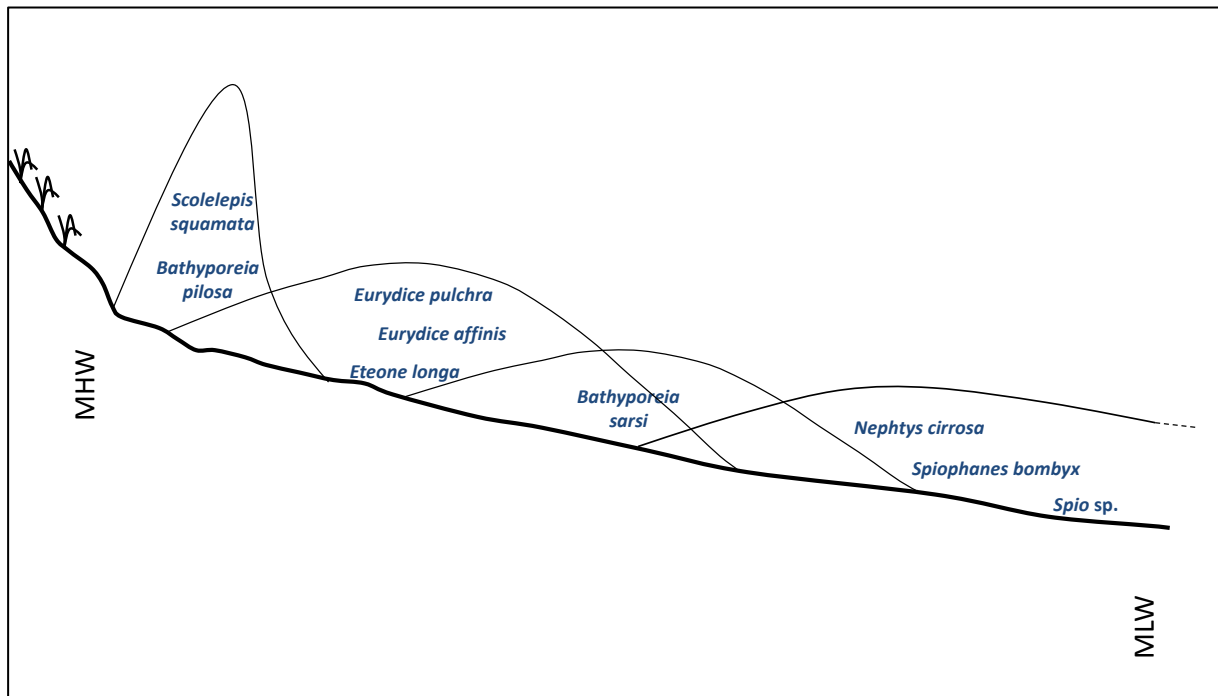 Scolelepis
squamata
Bathyporeia
pilosa
Eurydice pulchra
Eurydice affinis
Eteone longa
Bathyporeia
sarsi
Nephtys cirrosa
Spiophanes bombyx
Spio sp.
MHW
MLW